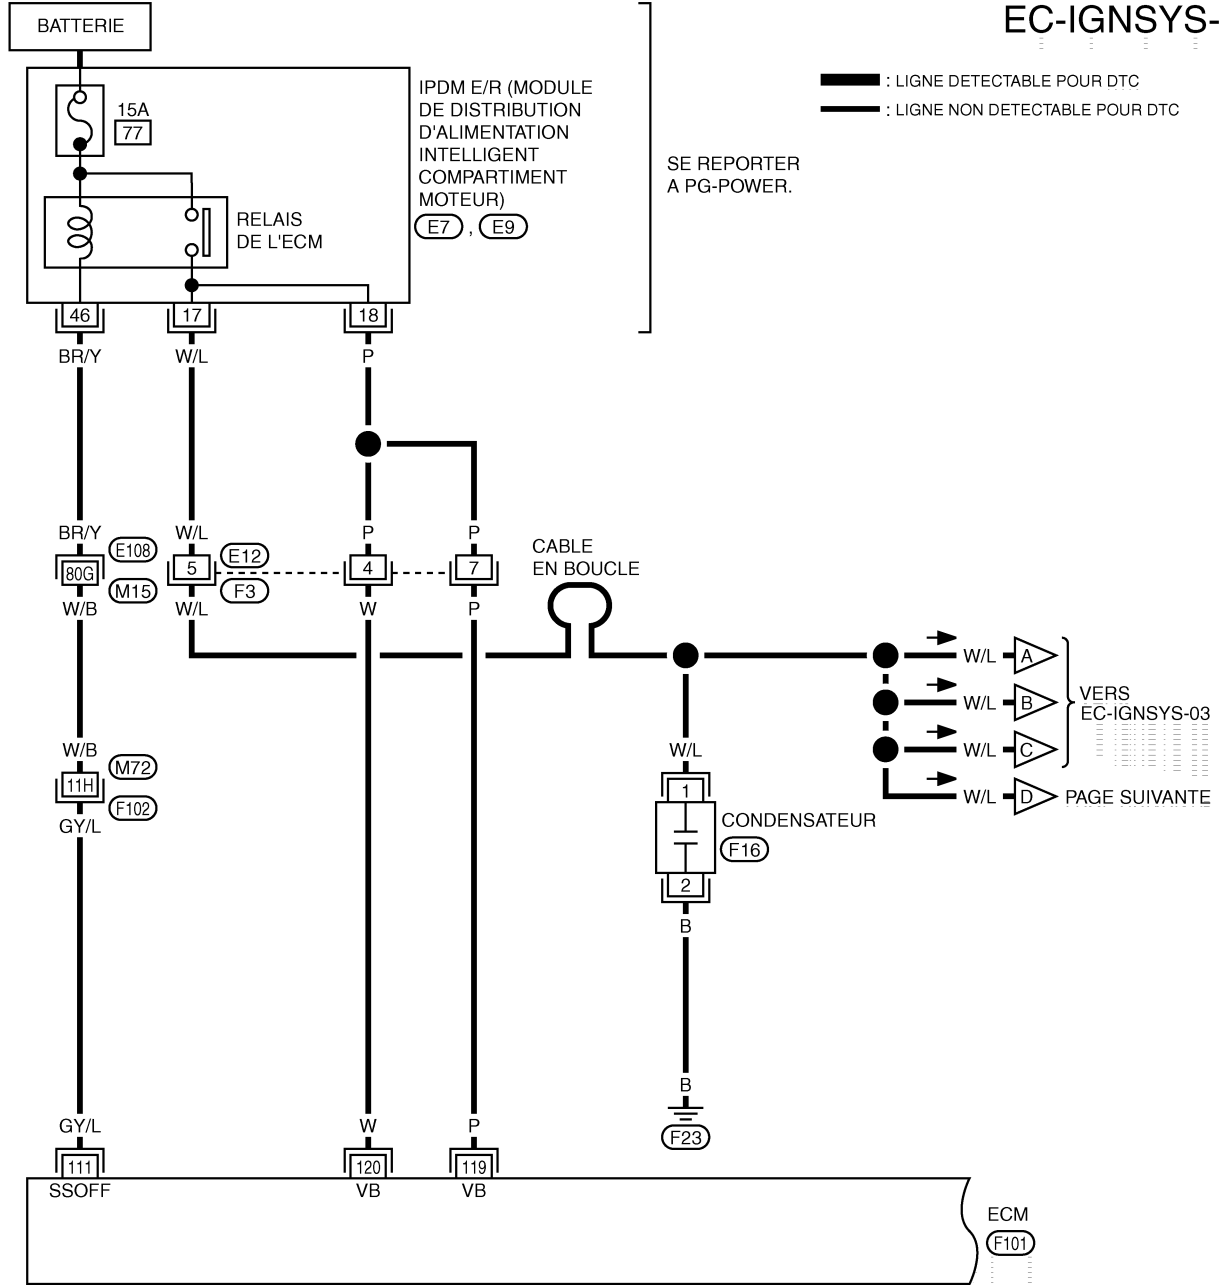 BATTERIE
EC-IGNSYS-
: LIGNE DETECTABLE POUR DTC
: LIGNE NON DETECTABLE POUR DTC
15A
77
IPDM E/R (MODULE
DE DISTRIBUTION
D'ALIMENTATION
INTELLIGENT
COMPARTIMENT
MOTEUR)
E7 , E9
SE REPORTER
A PG-POWER.
RELAIS
DE L'ECM
46 17 18
BR/Y W/L P
BR/Y W/L P P
E108 E12
80G 5 4 7
M15 F3
W/B W/L W P
CABLE
EN BOUCLE
W/L A
W/L B
W/L C
W/L D
VERS
EC-IGNSYS-03
PAGE SUIVANTE
W/B
M72
11H
F102
GY/L
W/L
1
CONDENSATEUR
F16
2
B
B
F23
GY/L W P
111 120 119
SSOFF VB VB
ECM
F101